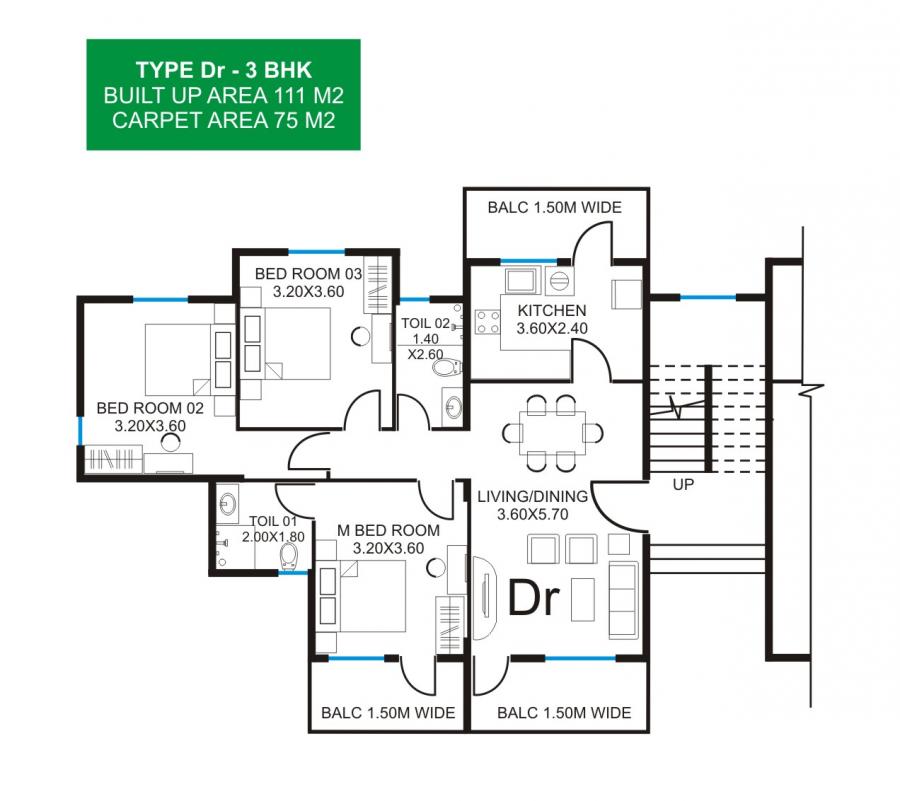 TYPE Dr - 3 BHK
BUILT UP AREA 111 M2
CARPET AREA 75 M2
BALC 1.50M WIDE
BED ROOM 03
3.20X3.60
KITCHEN
3.60X2.40
TOIL 02
1.40
X2.60
BED ROOM 02
3.20X3.60
UP
LIVING/DINING
3.60X5.70
TOIL 01
2.00X1.80
M BED ROOM
3.20X3.60
Dr
BALC 1.50M WIDE
BALC 1.50M WIDE